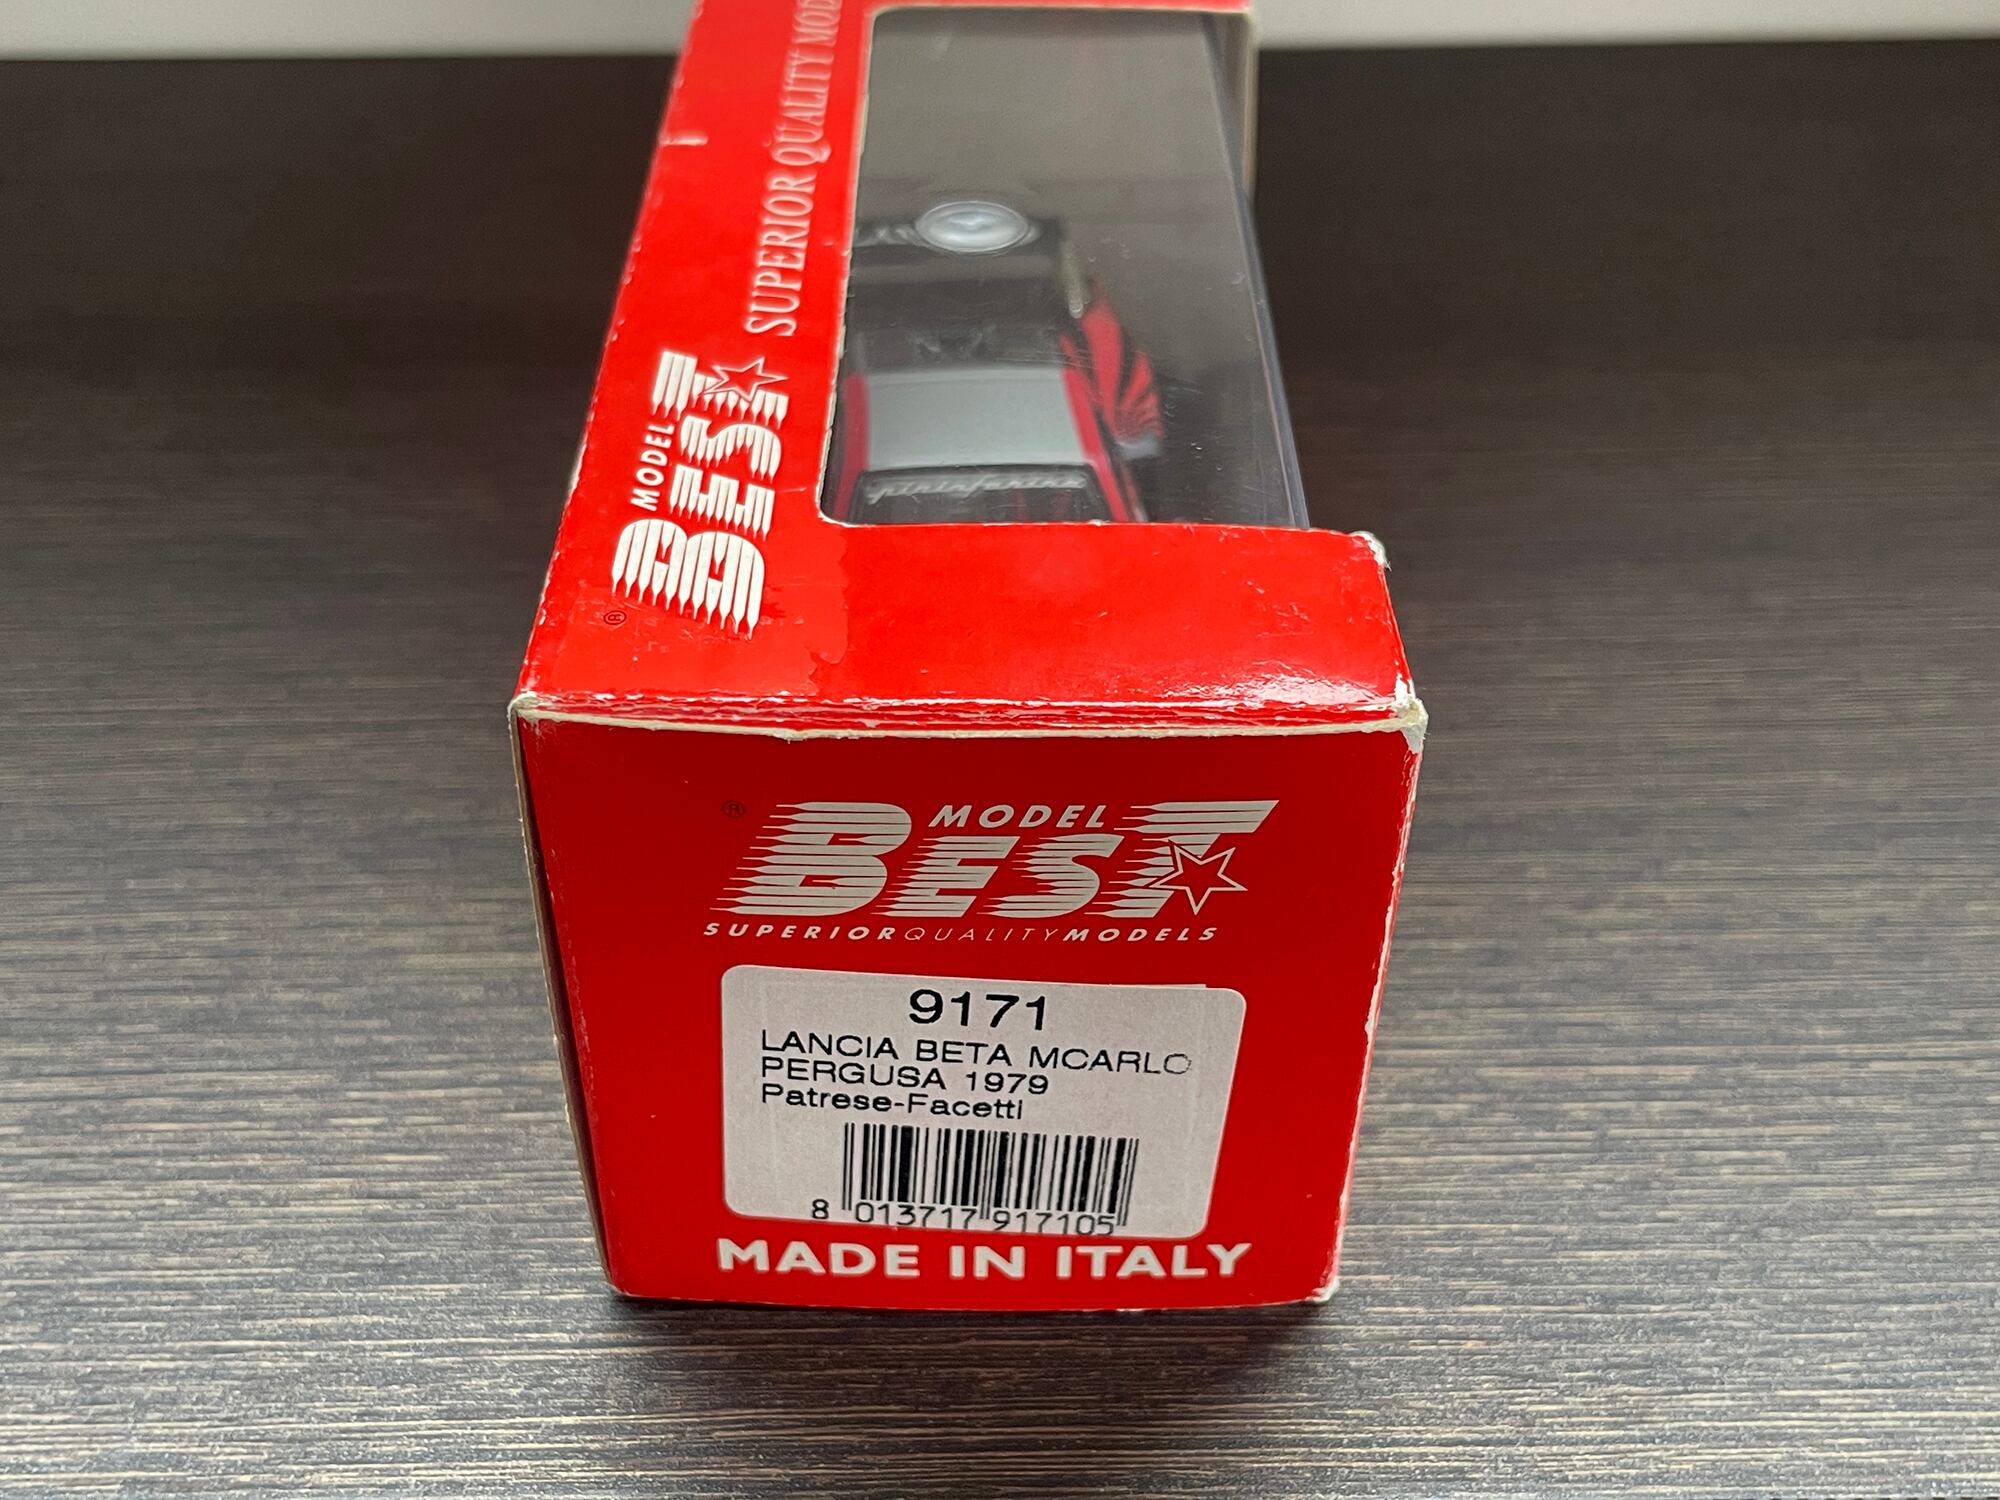 SUPERIOR QUALITY
MODEL
BEST
®
pininfarina
®
MODEL
BEST
SUPERIORQUALITYMODELS
9171
LANCIA BETA MCARLO
PERGUSA 1979
Patrese-Facetti
8 013717 917105
MADE IN ITALY